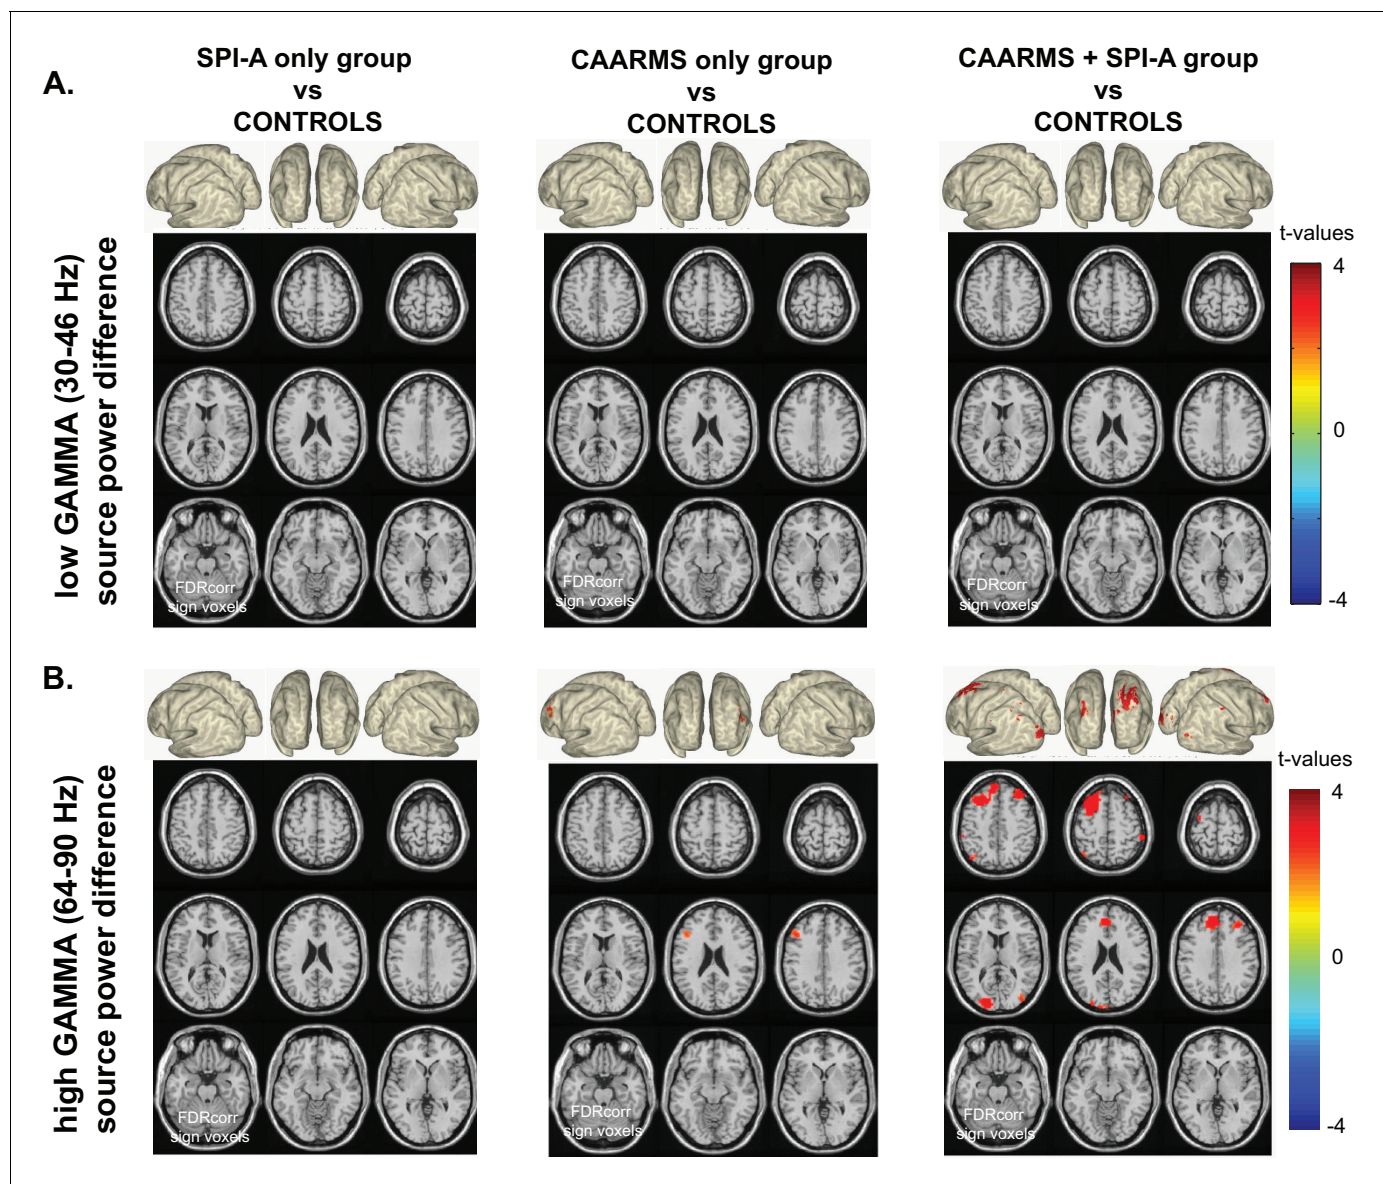 A.
SPI-A only group
vs
CONTROLS
CAARMS only group
vs
CONTROLS
CAARMS + SPI-A group
vs
CONTROLS
low GAMMA (30-46 Hz)
source power difference
FDRcorr
sign voxels
FDRcorr
sign voxels
FDRcorr
sign voxels
t-values
4
0
-4
B.
high GAMMA (64-90 Hz)
source power difference
FDRcorr
sign voxels
FDRcorr
sign voxels
FDRcorr
sign voxels
t-values
4
0
-4